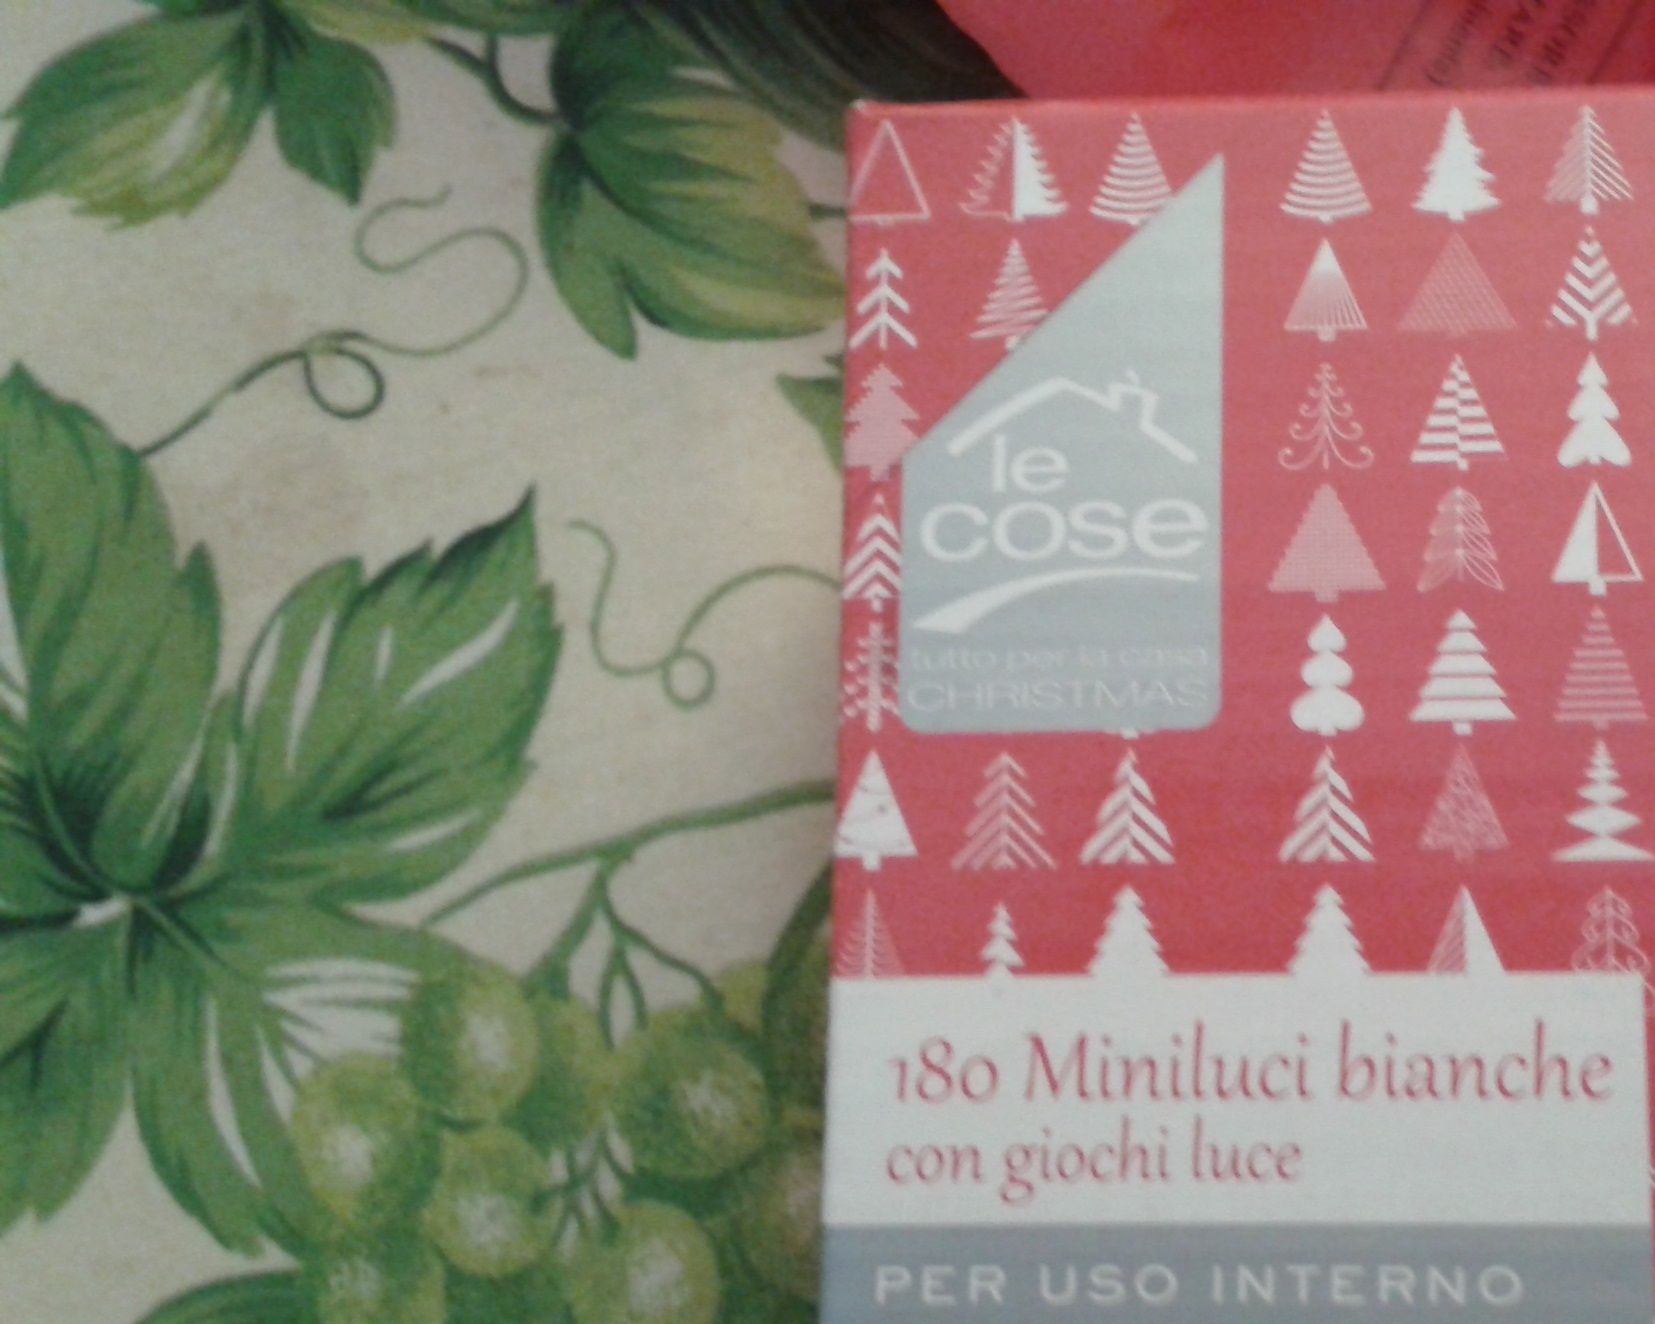 le
cose
tutto per la casa
CHRISTMAS
180 Miniluci bianche
con giochi luce
PER USO INTERNO